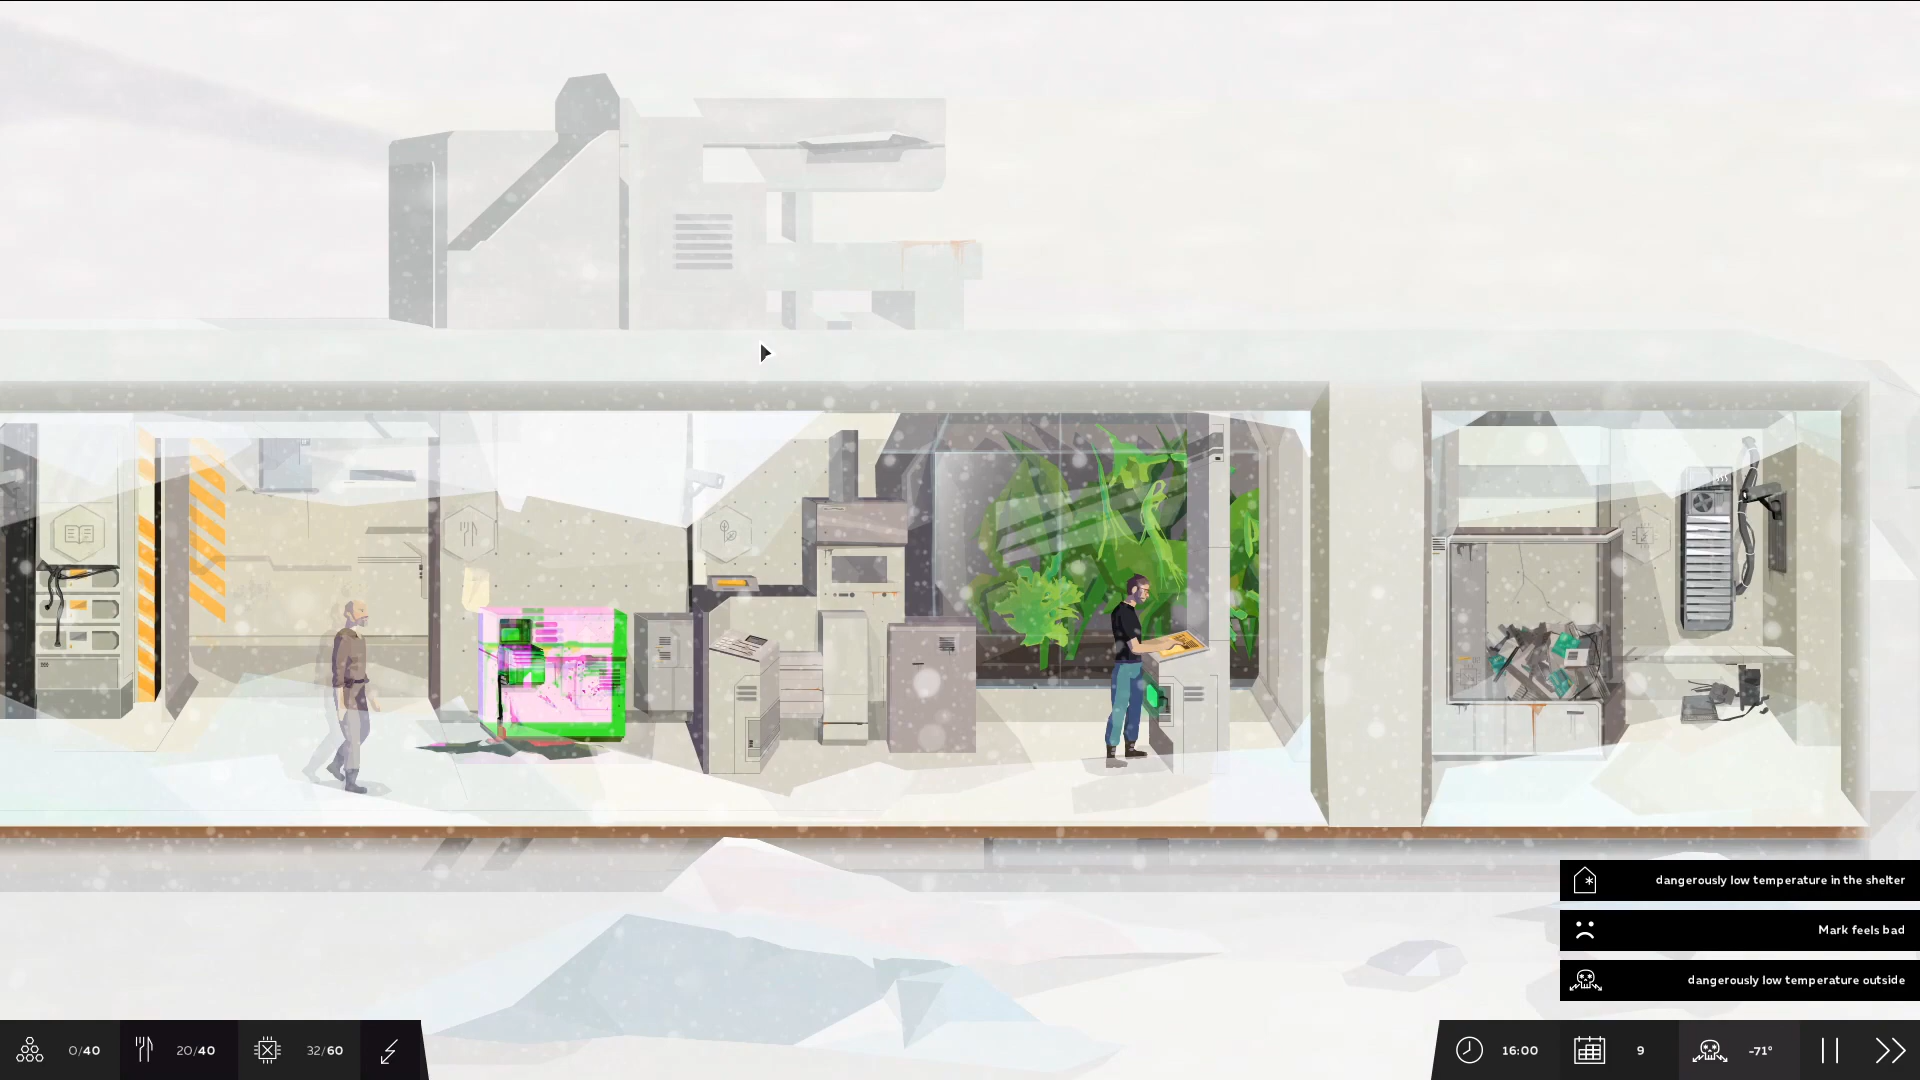 dangerously low temperature in the shelter
Mark feels bad
dangerously low temperature outside
0/40
20/40
32/60
16:00
9
-71°